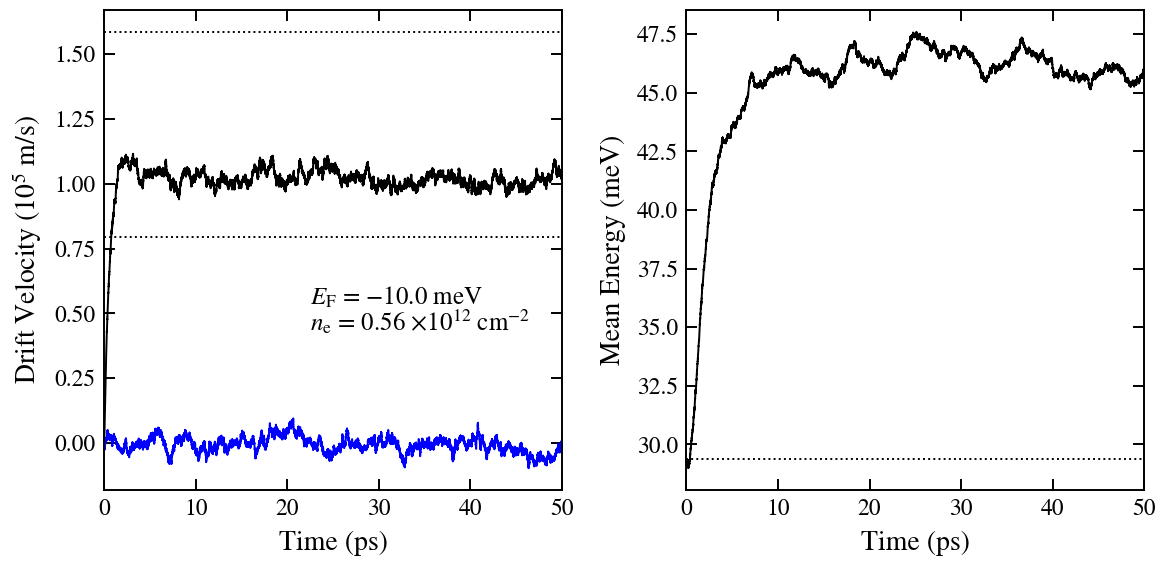 1.50
1.25
1.00
0.75
0.50
0.25
0.00
Drift Velocity (10⁵ m/s)
E_F = −10.0 meV
n_e = 0.56 ×10¹² cm⁻²
0 10 20 30 40 50
Time (ps)
47.5
45.0
42.5
40.0
37.5
35.0
32.5
30.0
Mean Energy (meV)
0 10 20 30 40 50
Time (ps)